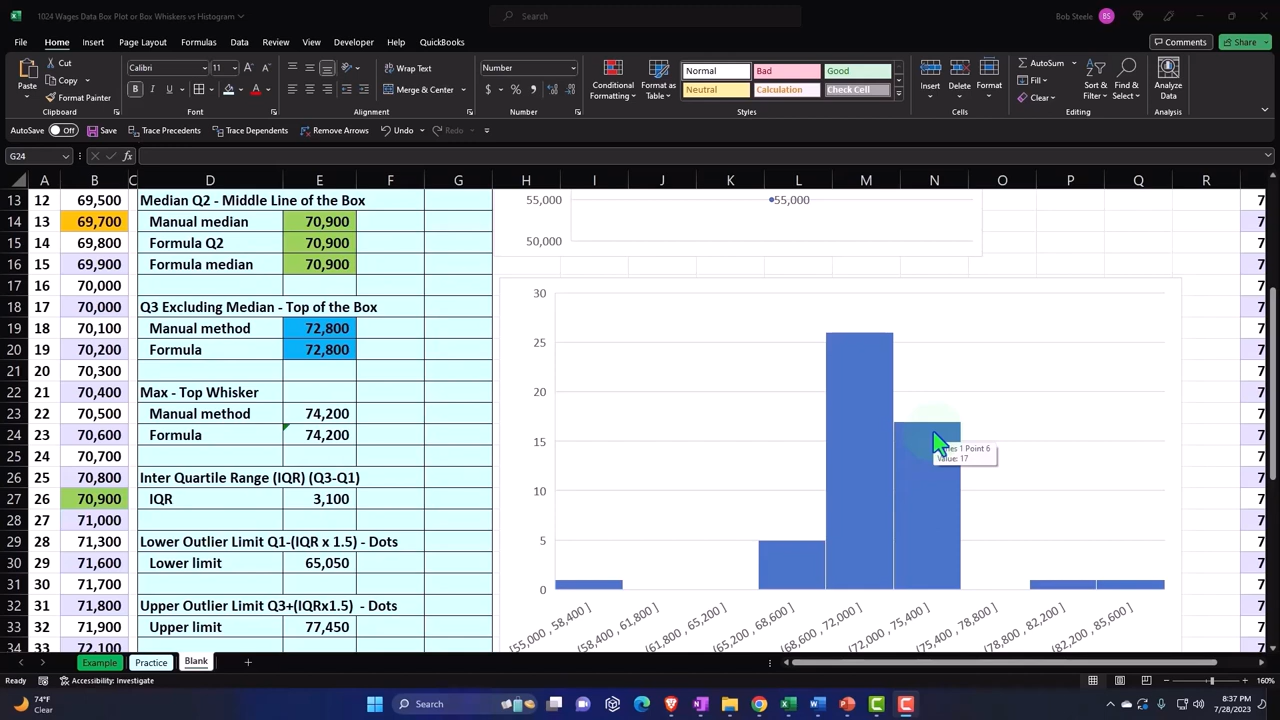 1024 Wages Data Box Plot or Box Whiskers vs Histogram
Search
Bob Steele
BS
File Home Insert Page Layout Formulas Data Review View Developer Help QuickBooks
Comments
Share
Paste
Cut
Copy
Format Painter
Clipboard
Calibri 11
B I U
Font
Wrap Text
Merge & Center
Alignment
Number
$ % ,
Number
Conditional Formatting
Format as Table
Normal Bad Good
Neutral Calculation Check Cell
Styles
Insert Delete Format
Cells
AutoSum
Fill
Clear
Sort & Filter
Find & Select
Editing
Analyze Data
Analysis
AutoSave Off Save Trace Precedents Trace Dependents Remove Arrows Undo Redo
G24
fx
A B C D E F G H I J K L M N O P Q R
13 12 69,500 Median Q2 - Middle Line of the Box
14 13 69,700 Manual median 70,900
15 14 69,800 Formula Q2 70,900
16 15 69,900 Formula median 70,900
17 16 70,000
18 17 70,000 Q3 Excluding Median - Top of the Box
19 18 70,100 Manual method 72,800
20 19 70,200 Formula 72,800
21 20 70,300
22 21 70,400 Max - Top Whisker
23 22 70,500 Manual method 74,200
24 23 70,600 Formula 74,200
25 24 70,700
26 25 70,800 Inter Quartile Range (IQR) (Q3-Q1)
27 26 70,900 IQR 3,100
28 27 71,000
29 28 71,300 Lower Outlier Limit Q1-(IQR x 1.5) - Dots
30 29 71,600 Lower limit 65,050
31 30 71,700
32 31 71,800 Upper Outlier Limit Q3+(IQRx1.5) - Dots
33 32 71,900 Upper limit 77,450
34 33 72,100
55,000
55,000
50,000
30
25
20
15
10
5
0
Point 6
Value: 17
[55,000 , 58,400 ]
(58,400 , 61,800 ]
(61,800 , 65,200 ]
(65,200 , 68,600 ]
(68,600 , 72,000 ]
(72,000 , 75,400 ]
(75,400 , 78,800 ]
(78,800 , 82,200 ]
(82,200 , 85,600 ]
Example Practice Blank
Ready
Accessibility: Investigate
160%
74°F
Clear
Search
8:37 PM
7/28/2023